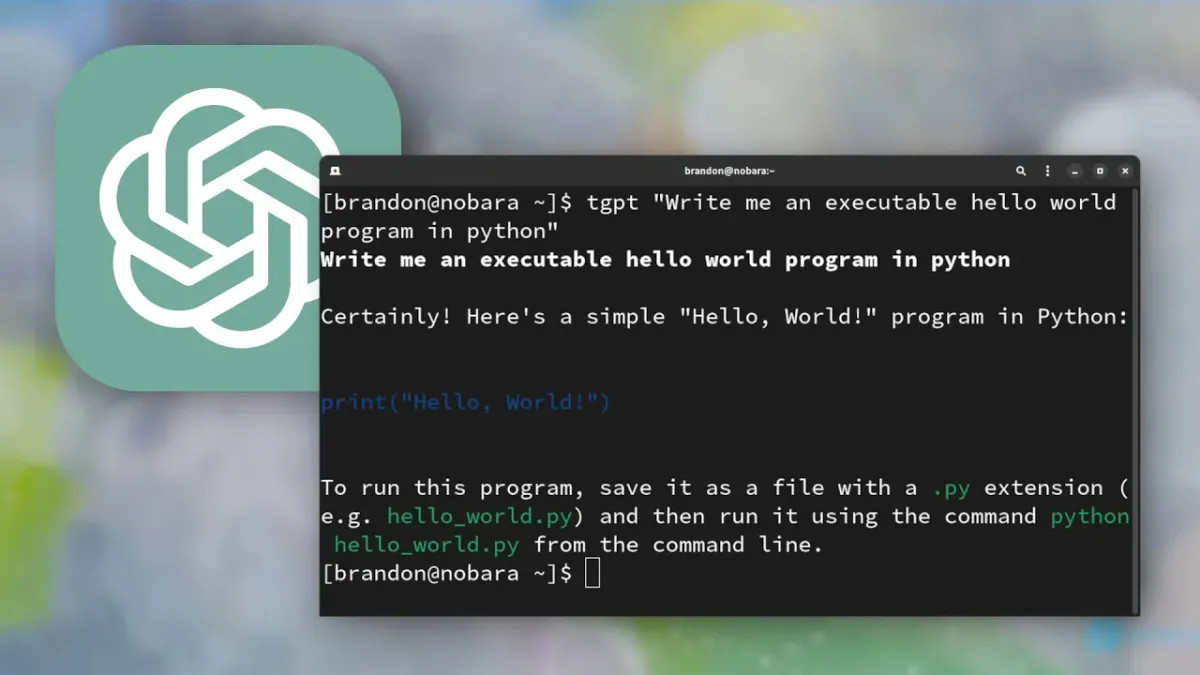 brandon@nobara:~
[brandon@nobara ~]$ tgpt "Write me an executable hello world
program in python"
Write me an executable hello world program in python
Certainly! Here's a simple "Hello, World!" program in Python:
print("Hello, World!")
To run this program, save it as a file with a .py extension (
e.g. hello_world.py) and then run it using the command python
hello_world.py from the command line.
[brandon@nobara ~]$